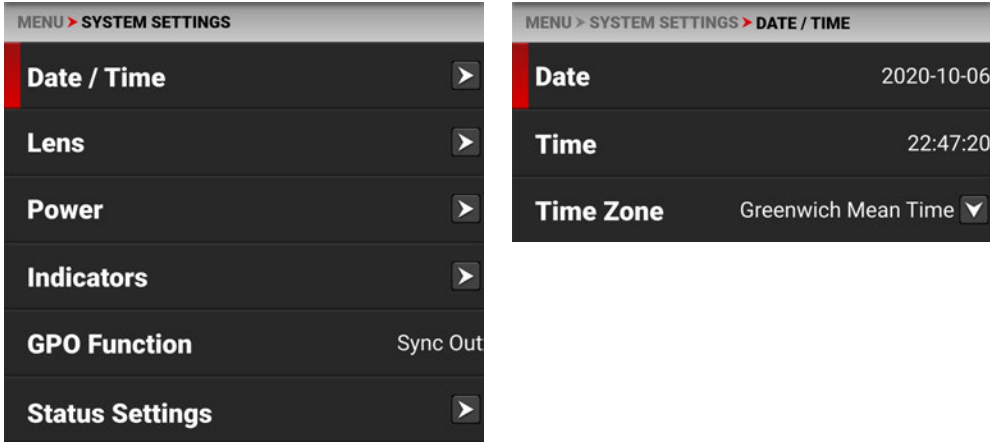 MENU > SYSTEM SETTINGS
Date / Time
Lens
Power
Indicators
GPO Function Sync Out
Status Settings
MENU > SYSTEM SETTINGS > DATE / TIME
Date 2020-10-06
Time 22:47:20
Time Zone Greenwich Mean Time